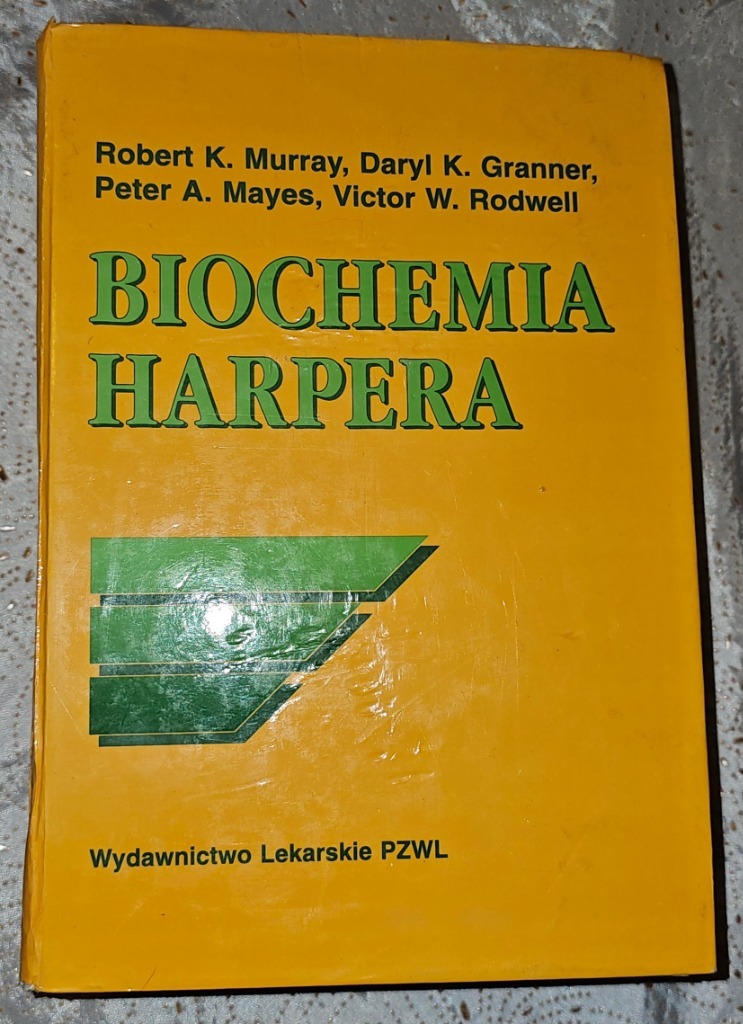 Robert K. Murray, Daryl K. Granner,
Peter A. Mayes, Victor W. Rodwell
BIOCHEMIA
HARPERA
Wydawnictwo Lekarskie PZWL